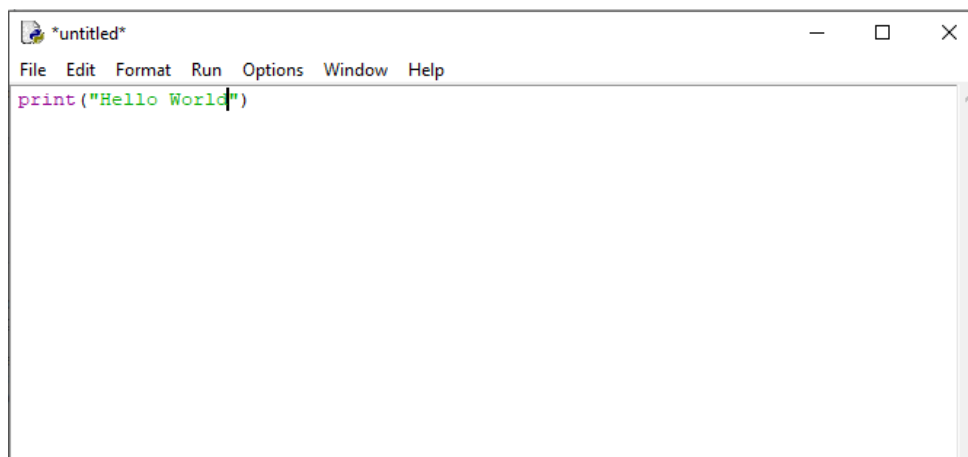 *untitled*
File Edit Format Run Options Window Help
print("Hello World")